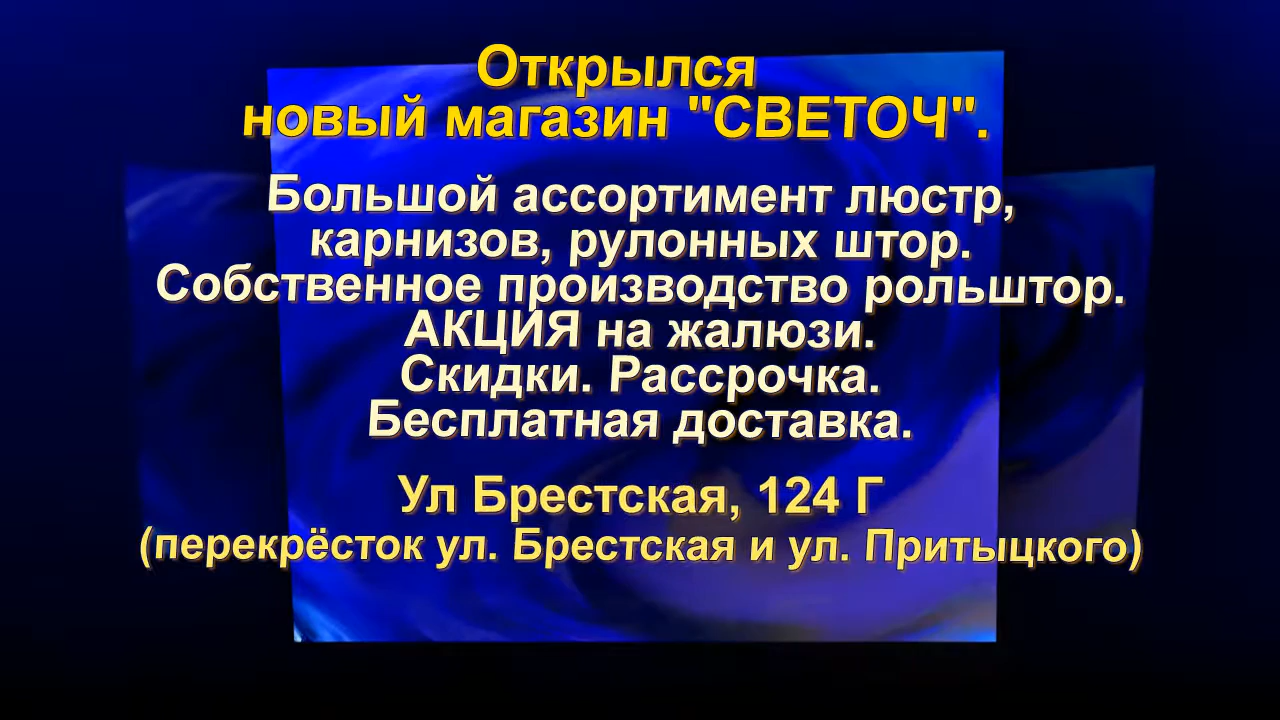 Открылся
новый магазин "СВЕТОЧ".
Большой ассортимент люстр,
карнизов, рулонных штор.
Собственное производство рольштор.
АКЦИЯ на жалюзи.
Скидки. Рассрочка.
Бесплатная доставка.
Ул Брестская, 124 Г
(перекрёсток ул. Брестская и ул. Притыцкого)